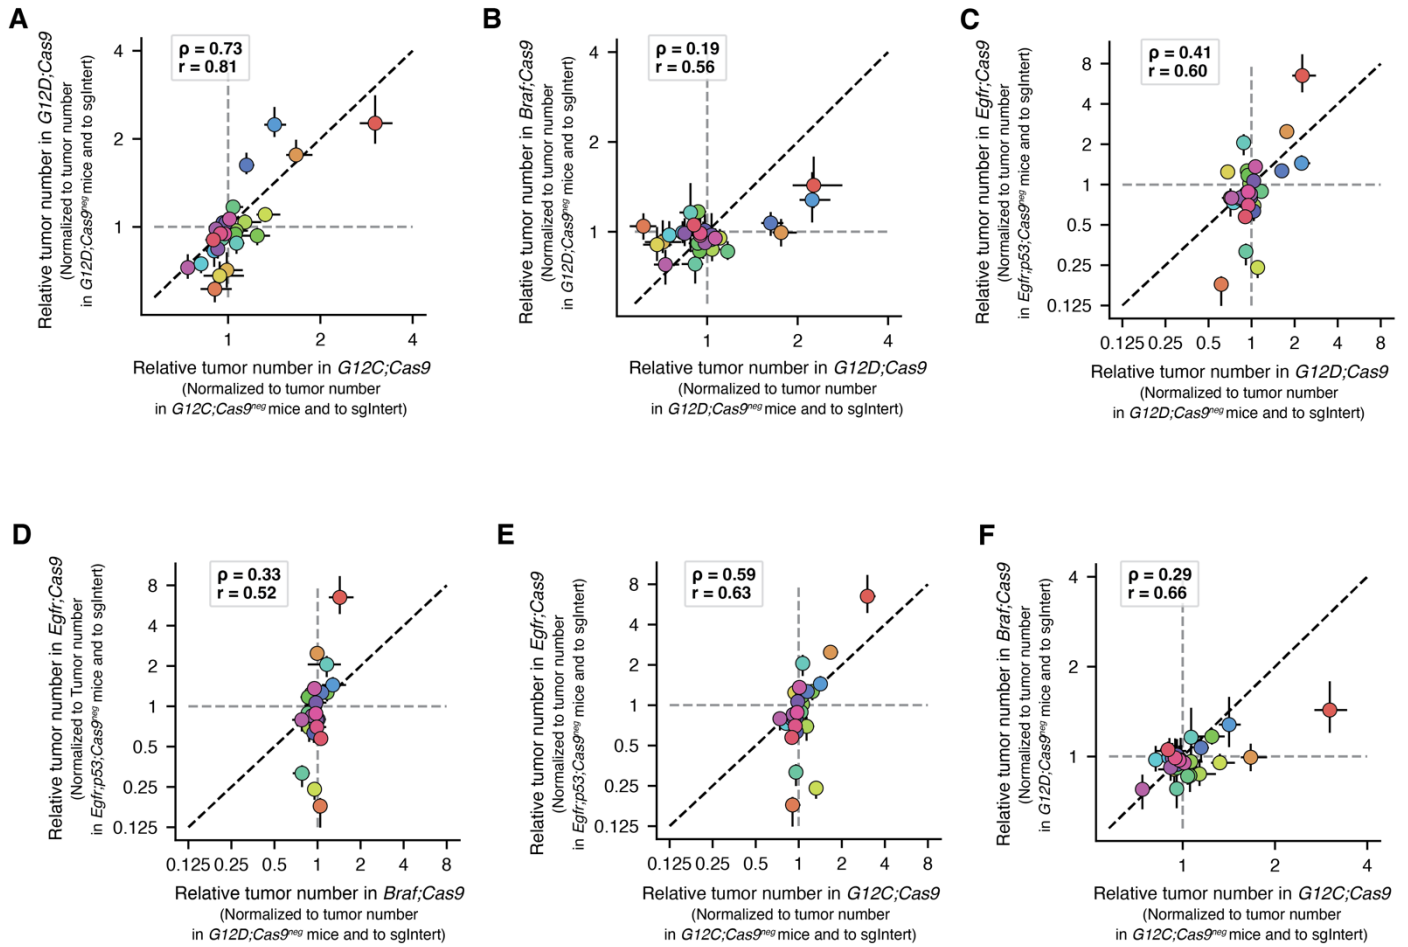 A
ρ = 0.73
r = 0.81
Relative tumor number in G12D;Cas9
(Normalized to tumor number
in G12D;Cas9neg mice and to sgIntert)
4
2
1
1
2
4
Relative tumor number in G12C;Cas9
(Normalized to tumor number
in G12C;Cas9neg mice and to sgIntert)
B
ρ = 0.19
r = 0.56
Relative tumor number in Braf;Cas9
(Normalized to tumor number
in G12D;Cas9neg mice and to sgIntert)
4
2
1
1
2
4
Relative tumor number in G12D;Cas9
(Normalized to tumor number
in G12D;Cas9neg mice and to sgIntert)
C
ρ = 0.41
r = 0.60
Relative tumor number in Egfr;Cas9
(Normalized to tumor number
in Egfr;p53;Cas9neg mice and to sgIntert)
8
4
2
1
0.5
0.25
0.125
0.125 0.25 0.5 1 2 4 8
Relative tumor number in G12D;Cas9
(Normalized to tumor number
in G12D;Cas9neg mice and to sgIntert)
D
ρ = 0.33
r = 0.52
Relative tumor number in Egfr;Cas9
(Normalized to Tumor number
in Egfr;p53;Cas9neg mice and to sgIntert)
8
4
2
1
0.5
0.25
0.125
0.125 0.25 0.5 1 2 4 8
Relative tumor number in Braf;Cas9
(Normalized to tumor number
in G12D;Cas9neg mice and to sgIntert)
E
ρ = 0.59
r = 0.63
Relative tumor number in Egfr;Cas9
(Normalized to tumor number
in Egfr;p53;Cas9neg mice and to sgIntert)
8
4
2
1
0.5
0.25
0.125
0.125 0.25 0.5 1 2 4 8
Relative tumor number in G12C;Cas9
(Normalized to tumor number
in G12C;Cas9neg mice and to sgIntert)
F
ρ = 0.29
r = 0.66
Relative tumor number in Braf;Cas9
(Normalized to tumor number
in G12D;Cas9neg mice and to sgIntert)
4
2
1
1
2
4
Relative tumor number in G12C;Cas9
(Normalized to tumor number
in G12C;Cas9neg mice and to sgIntert)